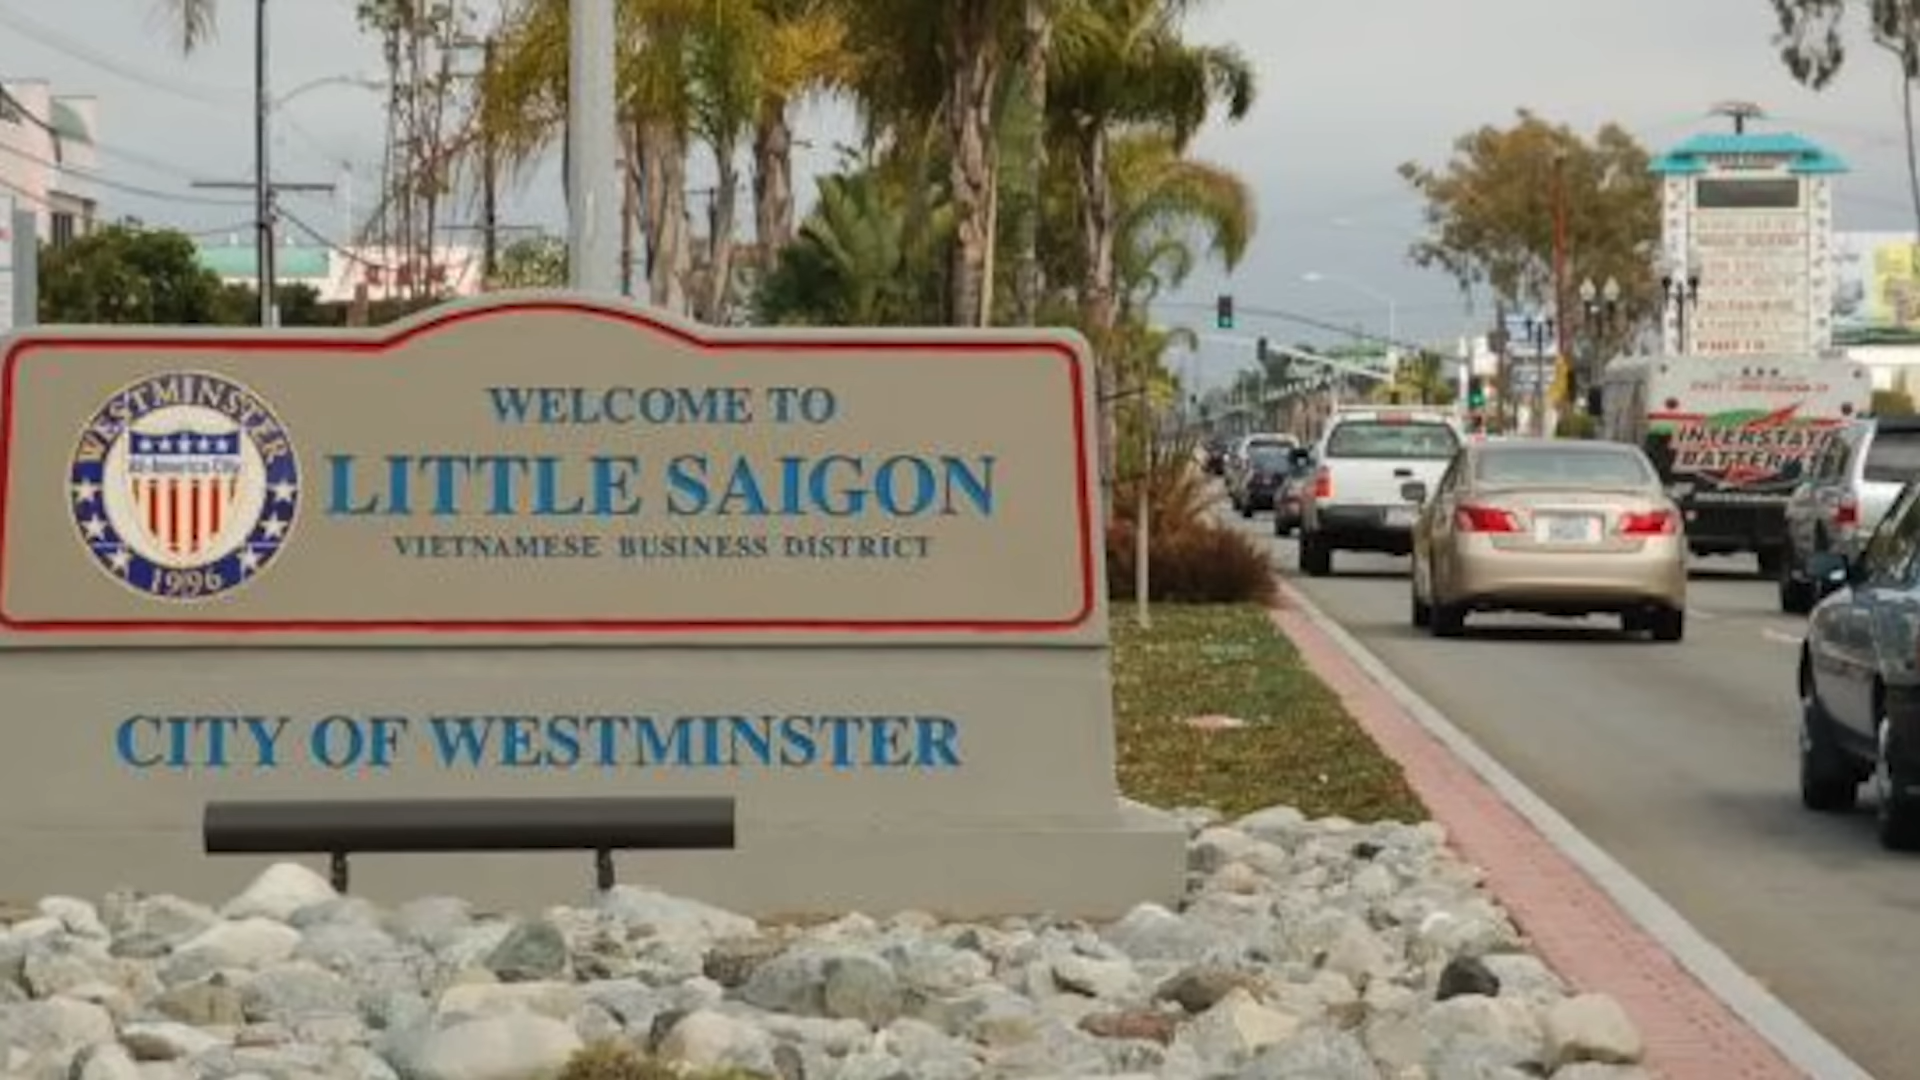 WELCOME TO
LITTLE SAIGON
VIETNAMESE BUSINESS DISTRICT
WESTMINSTER
All-America City
1996
CITY OF WESTMINSTER
INTERSTATE
BATTERIES